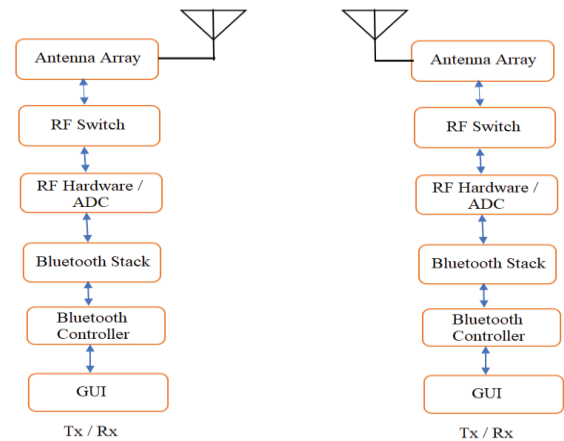 Antenna Array
RF Switch
RF Hardware /
ADC
Bluetooth Stack
Bluetooth
Controller
GUI
Tx / Rx
Antenna Array
RF Switch
RF Hardware /
ADC
Bluetooth Stack
Bluetooth
Controller
GUI
Tx / Rx